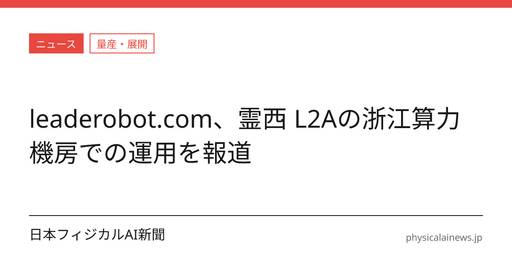 ニュース 量産・展開
leaderobot.com、霊西 L2Aの浙江算力
機房での運用を報道
日本フィジカルAI新聞
physicalainews.jp